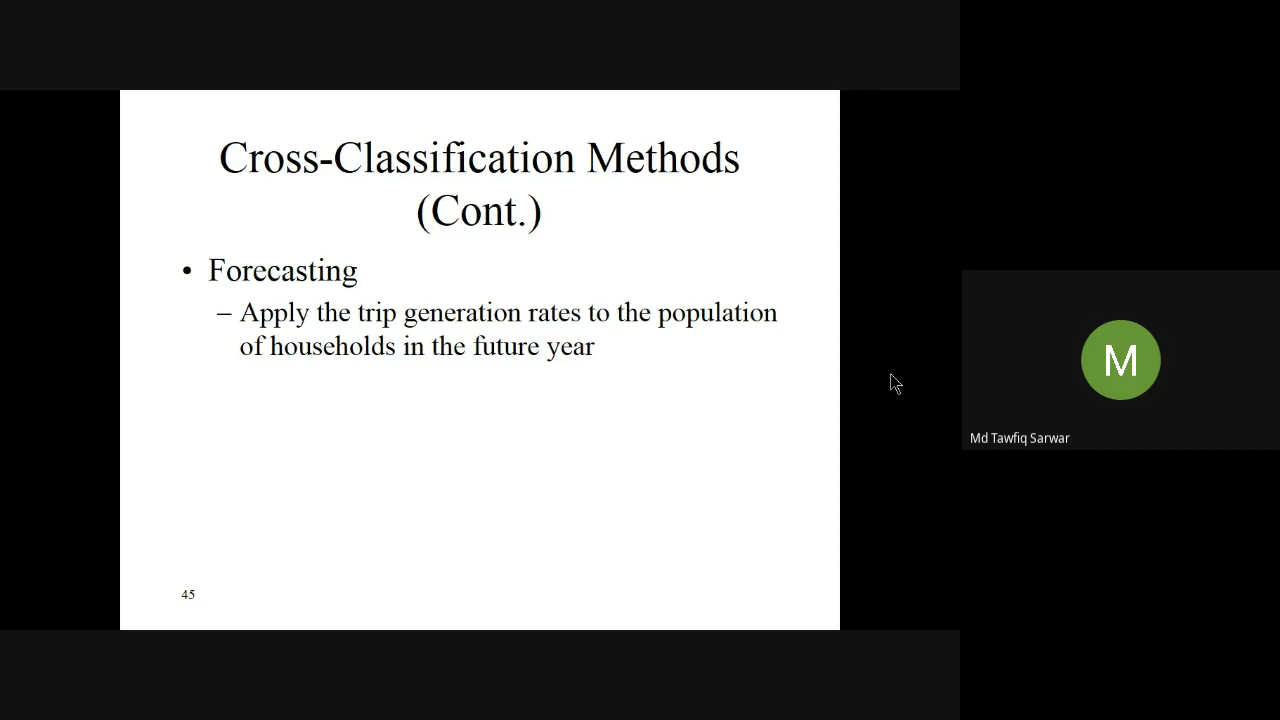 Cross-Classification Methods
(Cont.)
• Forecasting
– Apply the trip generation rates to the population
of households in the future year
45
M
Md Tawfiq Sarwar